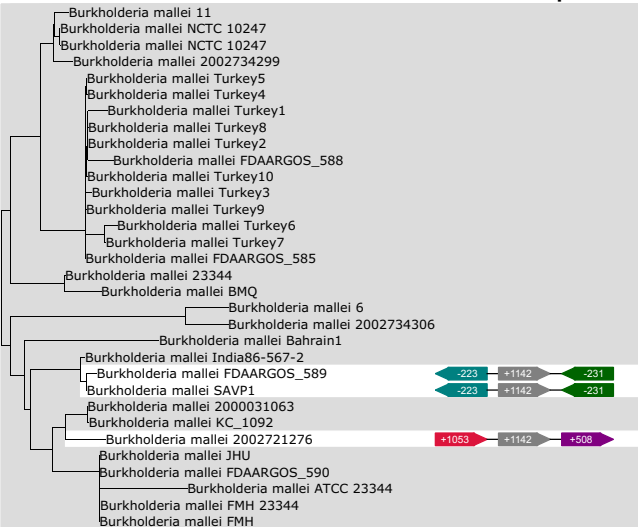 Burkholderia mallei 11
Burkholderia mallei NCTC 10247
Burkholderia mallei NCTC 10247
Burkholderia mallei 2002734299
Burkholderia mallei Turkey5
Burkholderia mallei Turkey4
Burkholderia mallei Turkey1
Burkholderia mallei Turkey8
Burkholderia mallei Turkey2
Burkholderia mallei FDAARGOS_588
Burkholderia mallei Turkey10
Burkholderia mallei Turkey3
Burkholderia mallei Turkey9
Burkholderia mallei Turkey6
Burkholderia mallei Turkey7
Burkholderia mallei FDAARGOS_585
Burkholderia mallei 23344
Burkholderia mallei BMQ
Burkholderia mallei 6
Burkholderia mallei 2002734306
Burkholderia mallei Bahrain1
Burkholderia mallei India86-567-2
Burkholderia mallei FDAARGOS_589 -223 +1142 -231
Burkholderia mallei SAVP1 -223 +1142 -231
Burkholderia mallei 2000031063
Burkholderia mallei KC_1092
Burkholderia mallei 2002721276 +1053 +1142 +508
Burkholderia mallei JHU
Burkholderia mallei FDAARGOS_590
Burkholderia mallei ATCC 23344
Burkholderia mallei FMH 23344
Burkholderia mallei FMH